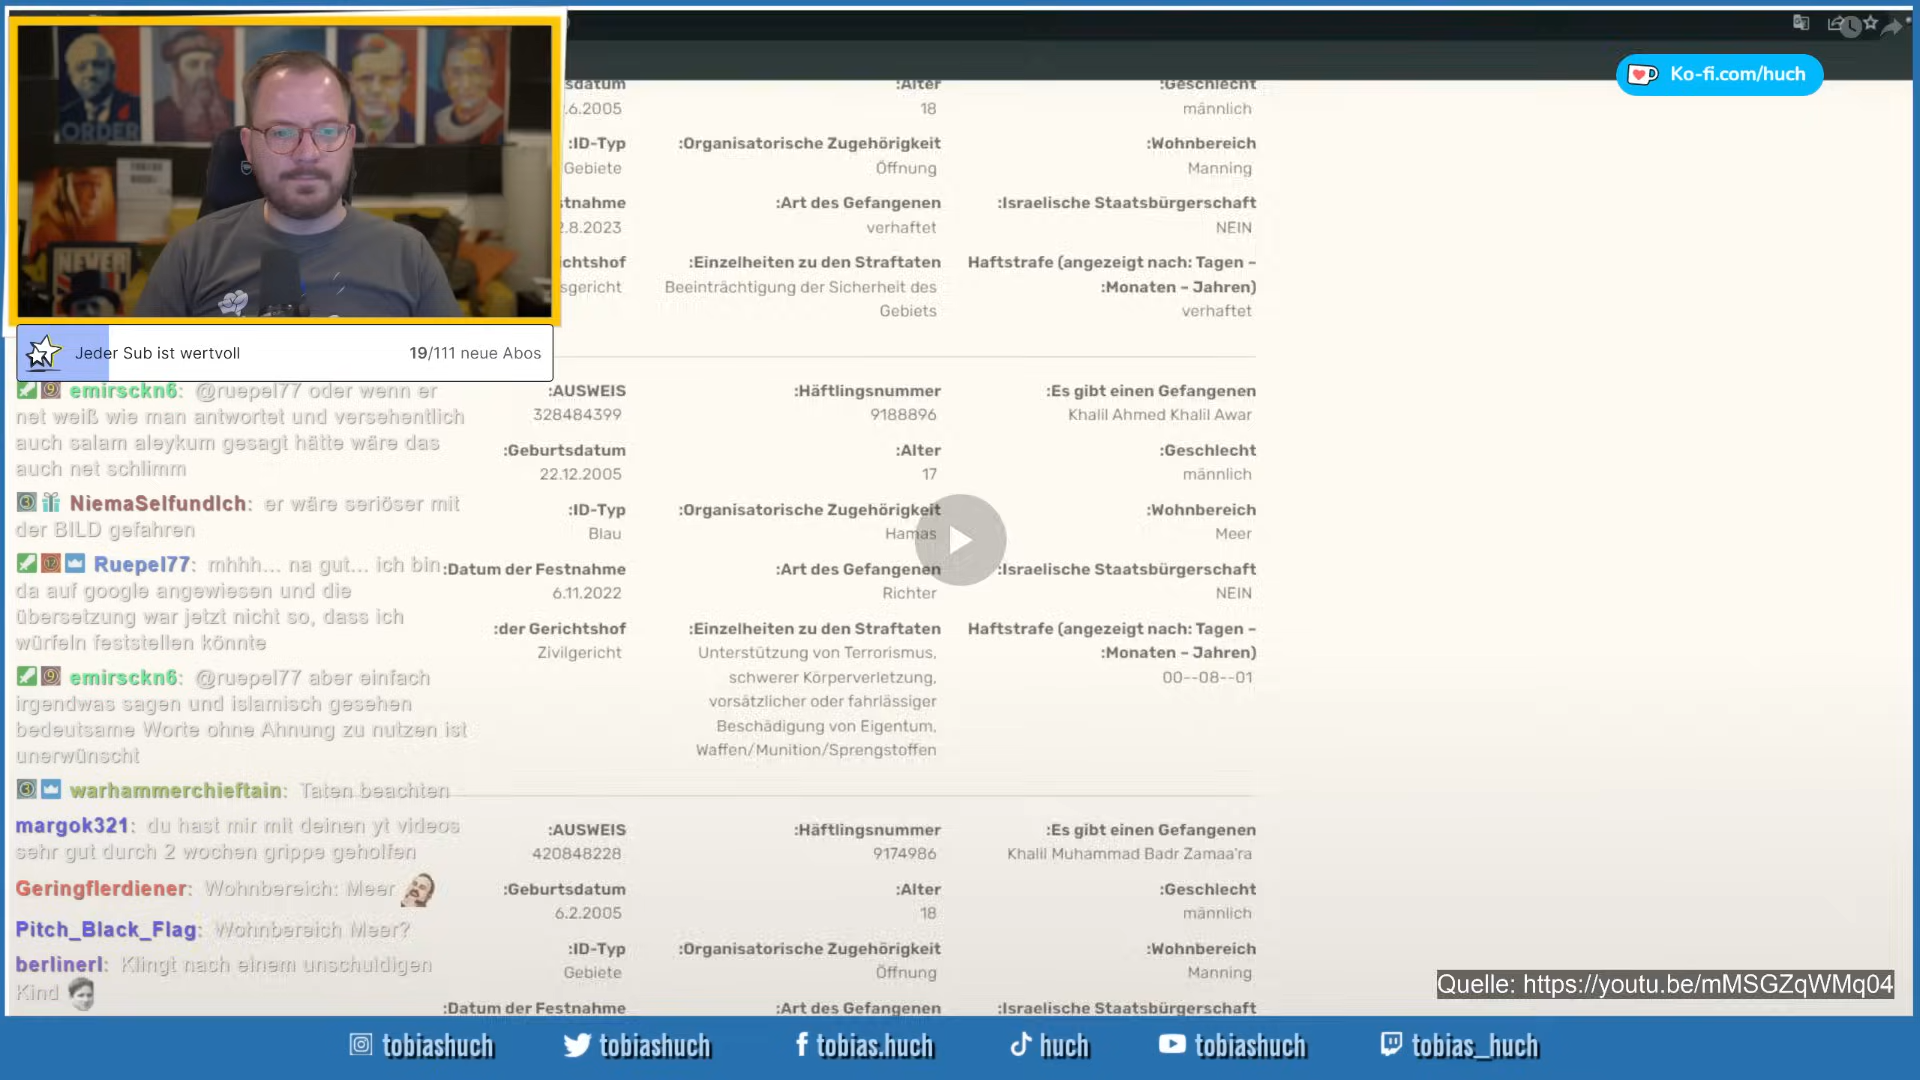 ORDER
NEVER
Ko-fi.com/huch
Jeder Sub ist wertvoll
19/111 neue Abos
emirsckn6: @ruepel77 oder wenn er
net weiß wie man antwortet und versehentlich
auch salam aleykum gesagt hätte wäre das
auch net schlimm
NiemaSelfundIch: er wäre seriöser mit
der BILD gefahren
Ruepel77: mhhh... na gut... ich bin
da auf google angewiesen und die
übersetzung war jetzt nicht so, dass ich
würfeln feststellen könnte
emirsckn6: @ruepel77 aber einfach
irgendwas sagen und islamisch gesehen
bedeutsame Worte ohne Ahnung zu nutzen ist
unerwünscht
warhammerchieftain: Taten beachten
margok321: du hast mir mit deinen yt videos
sehr gut durch 2 wochen grippe geholfen
Geringflerdiener: Wohnbereich: Meer
Pitch_Black_Flag: Wohnbereich Meer?
berlinerl: Klingt nach einem unschuldigen
Kind
sdatum :Alter :Geschlecht
.6.2005 18 männlich
:ID-Typ :Organisatorische Zugehörigkeit :Wohnbereich
Gebiete Öffnung Manning
stnahme :Art des Gefangenen :Israelische Staatsbürgerschaft
2.8.2023 verhaftet NEIN
ichtshof :Einzelheiten zu den Straftaten Haftstrafe (angezeigt nach: Tagen –
sgericht Beeinträchtigung der Sicherheit des :Monaten – Jahren)
Gebiets verhaftet
:AUSWEIS :Häftlingsnummer :Es gibt einen Gefangenen
328484399 9188896 Khalil Ahmed Khalil Awar
:Geburtsdatum :Alter :Geschlecht
22.12.2005 17 männlich
:ID-Typ :Organisatorische Zugehörigkeit :Wohnbereich
Blau Hamas Meer
:Datum der Festnahme :Art des Gefangenen :Israelische Staatsbürgerschaft
6.11.2022 Richter NEIN
:der Gerichtshof :Einzelheiten zu den Straftaten Haftstrafe (angezeigt nach: Tagen –
Zivilgericht Unterstützung von Terrorismus, :Monaten – Jahren)
schwerer Körperverletzung, 00--08--01
vorsätzlicher oder fahrlässiger
Beschädigung von Eigentum,
Waffen/Munition/Sprengstoffen
:AUSWEIS :Häftlingsnummer :Es gibt einen Gefangenen
420848228 9174986 Khalil Muhammad Badr Zamaa'ra
:Geburtsdatum :Alter :Geschlecht
6.2.2005 18 männlich
:ID-Typ :Organisatorische Zugehörigkeit :Wohnbereich
Gebiete Öffnung Manning
:Datum der Festnahme :Art des Gefangenen :Israelische Staatsbürgerschaft
Quelle: https://youtu.be/mMSGZqWMq04
tobiashuch tobiashuch tobias.huch huch tobiashuch tobias_huch